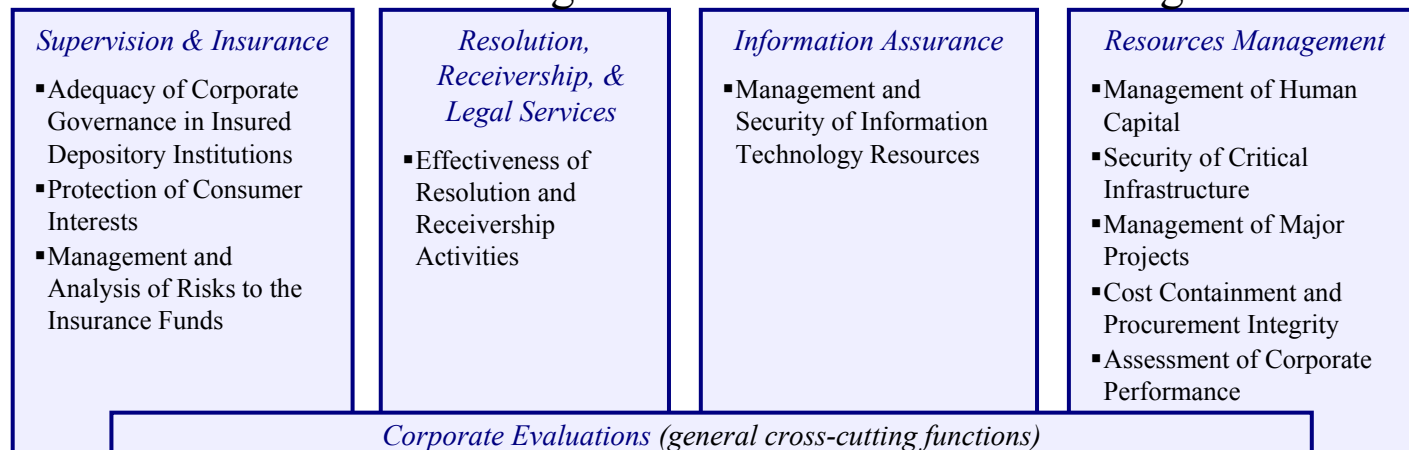 Supervision & Insurance
▪Adequacy of Corporate
Governance in Insured
Depository Institutions
▪Protection of Consumer
Interests
▪Management and
Analysis of Risks to the
Insurance Funds
Resolution,
Receivership, &
Legal Services
▪Effectiveness of
Resolution and
Receivership
Activities
Information Assurance
▪Management and
Security of Information
Technology Resources
Resources Management
▪Management of Human
Capital
▪Security of Critical
Infrastructure
▪Management of Major
Projects
▪Cost Containment and
Procurement Integrity
▪Assessment of Corporate
Performance
Corporate Evaluations (general cross-cutting functions)